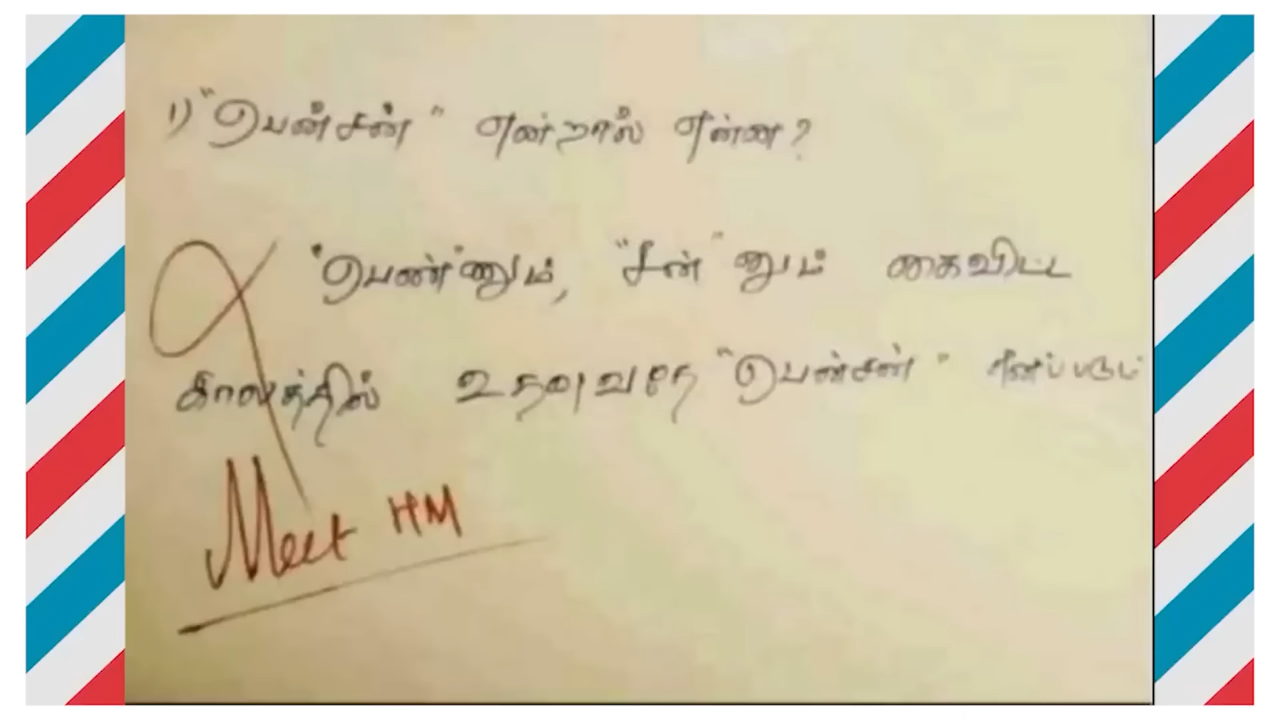 1) "பென்சன்" என்றால் என்ன?
"பெண்"ணும், "சன்"னும் கைவிட்ட
காலத்தில் உதவுவதே "பென்சன்" எனப்படும்
Meet HM